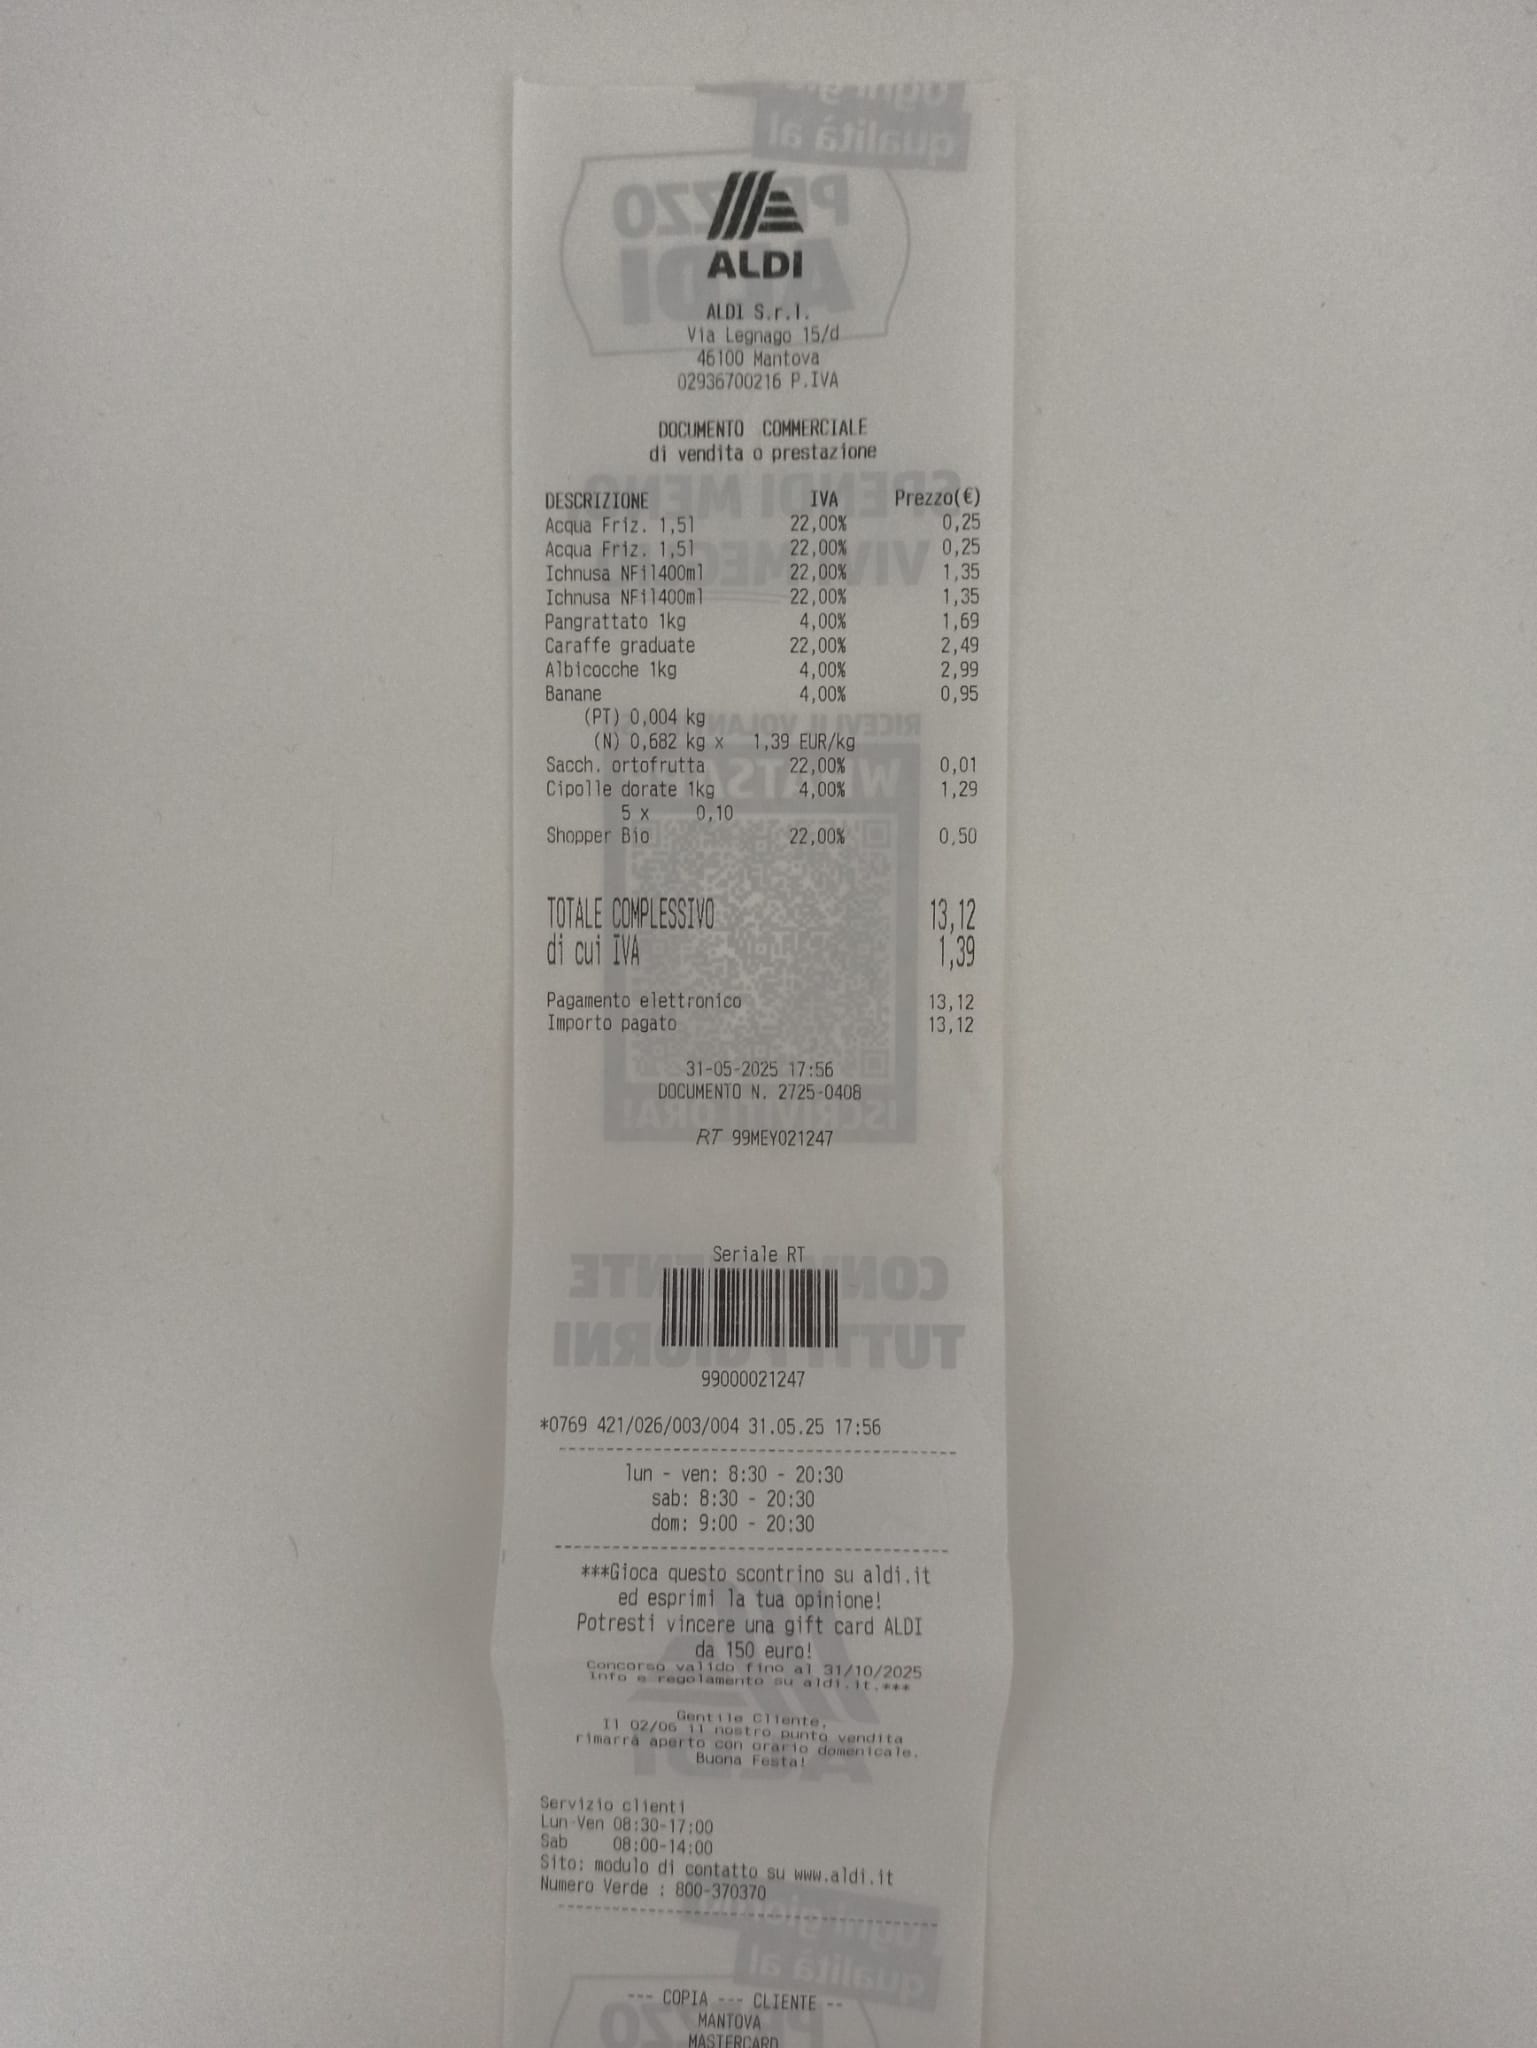 ALDI
ALDI S.r.l.
Via Legnago 15/d
46100 Mantova
02936700216 P.IVA
DOCUMENTO COMMERCIALE
di vendita o prestazione
DESCRIZIONE IVA Prezzo(€)
Acqua Friz. 1,5l 22,00% 0,25
Acqua Friz. 1,5l 22,00% 0,25
Ichnusa NFil400ml 22,00% 1,35
Ichnusa NFil400ml 22,00% 1,35
Pangrattato 1kg 4,00% 1,69
Caraffe graduate 22,00% 2,49
Albicocche 1kg 4,00% 2,99
Banane 4,00% 0,95
(PT) 0,004 kg
(N) 0,682 kg x 1,39 EUR/kg
Sacch. ortofrutta 22,00% 0,01
Cipolle dorate 1kg 4,00% 1,29
5 x 0,10
Shopper Bio 22,00% 0,50
TOTALE COMPLESSIVO 13,12
di cui IVA 1,39
Pagamento elettronico 13,12
Importo pagato 13,12
31-05-2025 17:56
DOCUMENTO N. 2725-0408
RT 99MEY021247
Seriale RT
99000021247
*0769 421/026/003/004 31.05.25 17:56
lun - ven: 8:30 - 20:30
sab: 8:30 - 20:30
dom: 9:00 - 20:30
***Gioca questo scontrino su aldi.it
ed esprimi la tua opinione!
Potresti vincere una gift card ALDI
da 150 euro!
Concorso valido fino al 31/10/2025
Info e regolamento su aldi.it.***
Gentile Cliente,
Il 02/06 il nostro punto vendita
rimarrà aperto con orario domenicale.
Buona Festa!
Servizio clienti
Lun-Ven 08:30-17:00
Sab 08:00-14:00
Sito: modulo di contatto su www.aldi.it
Numero Verde : 800-370370
--- COPIA --- CLIENTE --
MANTOVA
MASTERCARD